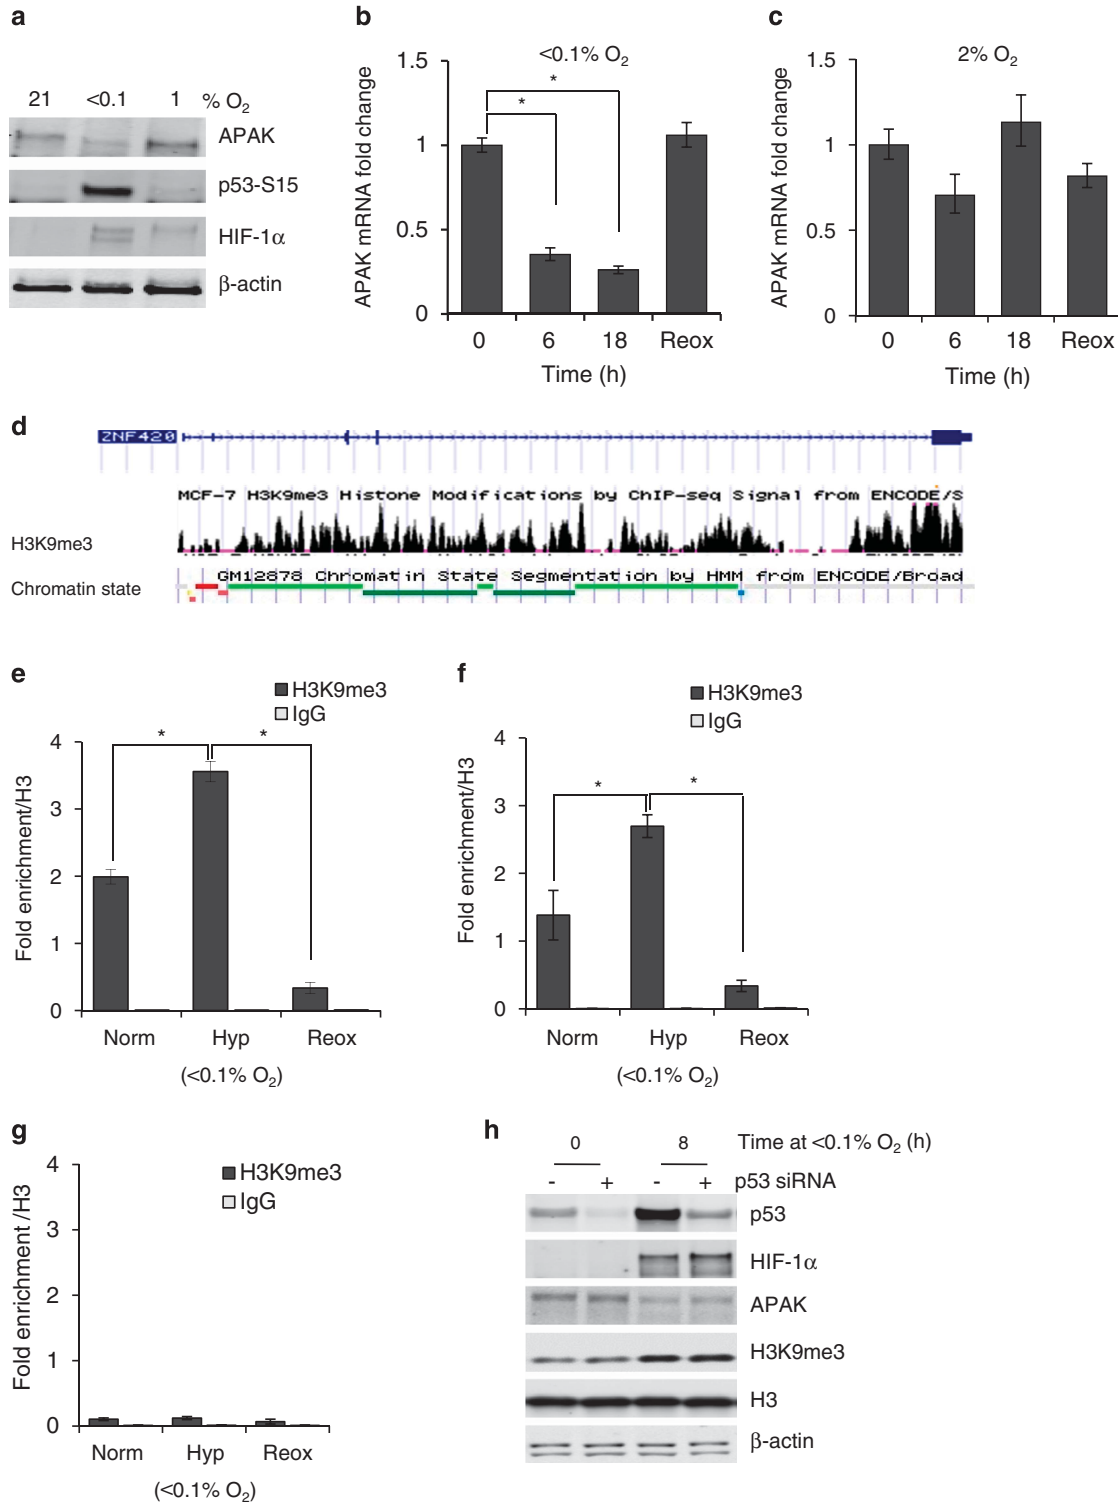 a
21 <0.1 1 % O2
APAK
p53-S15
HIF-1α
β-actin
b
<0.1% O2
APAK mRNA fold change
1.5
1
0.5
0
* *
0 6 18 Reox
Time (h)
c
2% O2
APAK mRNA fold change
1.5
1
0.5
0
0 6 18 Reox
Time (h)
d
ZNF420
MCF-7 H3K9me3 Histone Modifications by ChIP-seq Signal from ENCODE/S
H3K9me3
GM12878 Chromatin State Segmentation by HMM from ENCODE/Broad
Chromatin state
e
H3K9me3
IgG
Fold enrichment/H3
4
3
2
1
0
* *
Norm Hyp Reox
(<0.1% O2)
f
H3K9me3
IgG
Fold enrichment/H3
4
3
2
1
0
* *
Norm Hyp Reox
(<0.1% O2)
g
H3K9me3
IgG
Fold enrichment /H3
4
3
2
1
0
Norm Hyp Reox
(<0.1% O2)
h
0 8 Time at <0.1% O2 (h)
- + - + p53 siRNA
p53
HIF-1α
APAK
H3K9me3
H3
β-actin